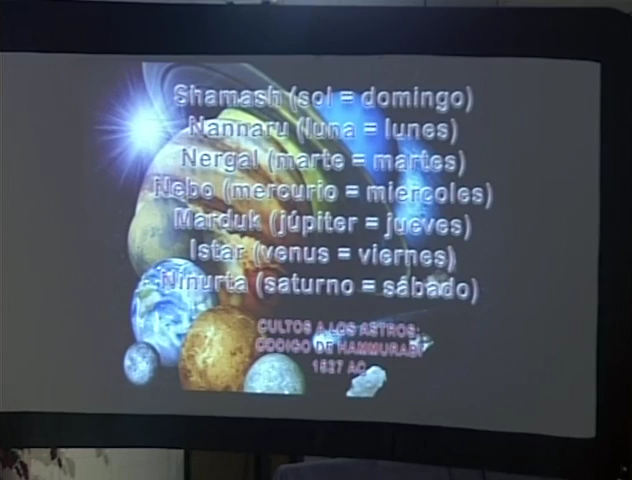 Shamash (sol = domingo)
Nannaru (luna = lunes)
Nergal (marte = martes)
Nebo (mercurio = miercoles)
Marduk (júpiter = jueves)
Istar (venus = viernes)
Ninurta (saturno = sábado)
CULTOS A LOS ASTROS:
CODIGO DE HAMMURABI
1527 AC